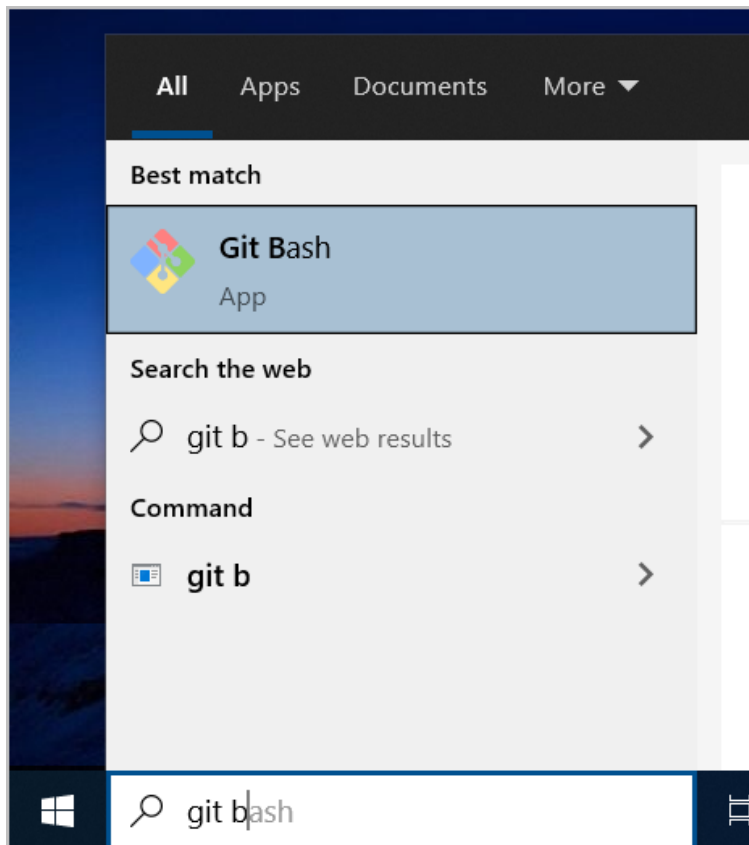 All Apps Documents More
Best match
Git Bash
App
Search the web
git b - See web results
Command
git b
git bash